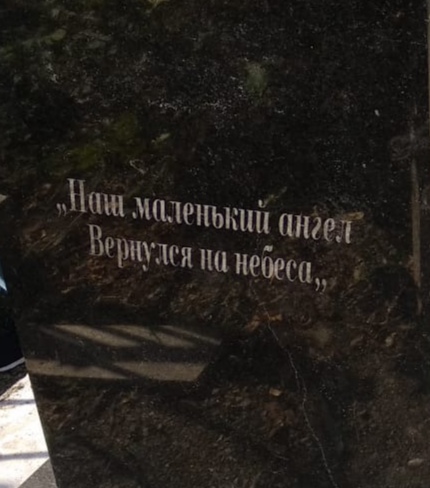 „Наш маленький ангел
Вернулся на небеса„